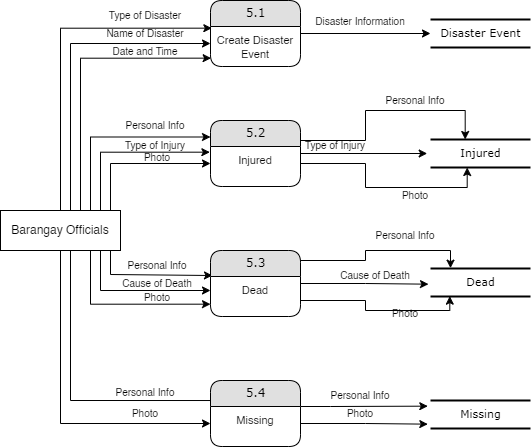 Type of Disaster
Name of Disaster
Date and Time
5.1
Create Disaster
Event
Disaster Information
Disaster Event
Personal Info
Type of Injury
Photo
5.2
Injured
Personal Info
Type of Injury
Photo
Injured
Barangay Officials
Personal Info
Cause of Death
Photo
5.3
Dead
Personal Info
Cause of Death
Photo
Dead
Personal Info
Photo
5.4
Missing
Personal Info
Photo
Missing